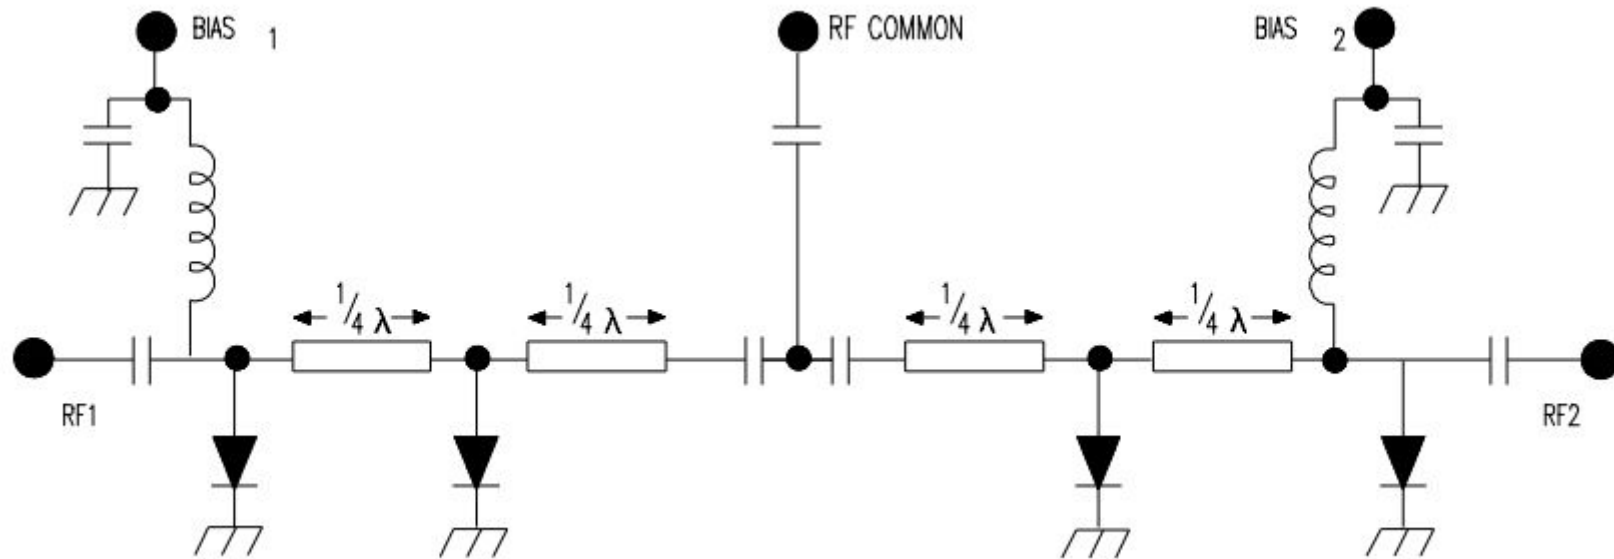 BIAS 1
RF COMMON
BIAS 2
1/4 λ
1/4 λ
1/4 λ
1/4 λ
RF1
RF2